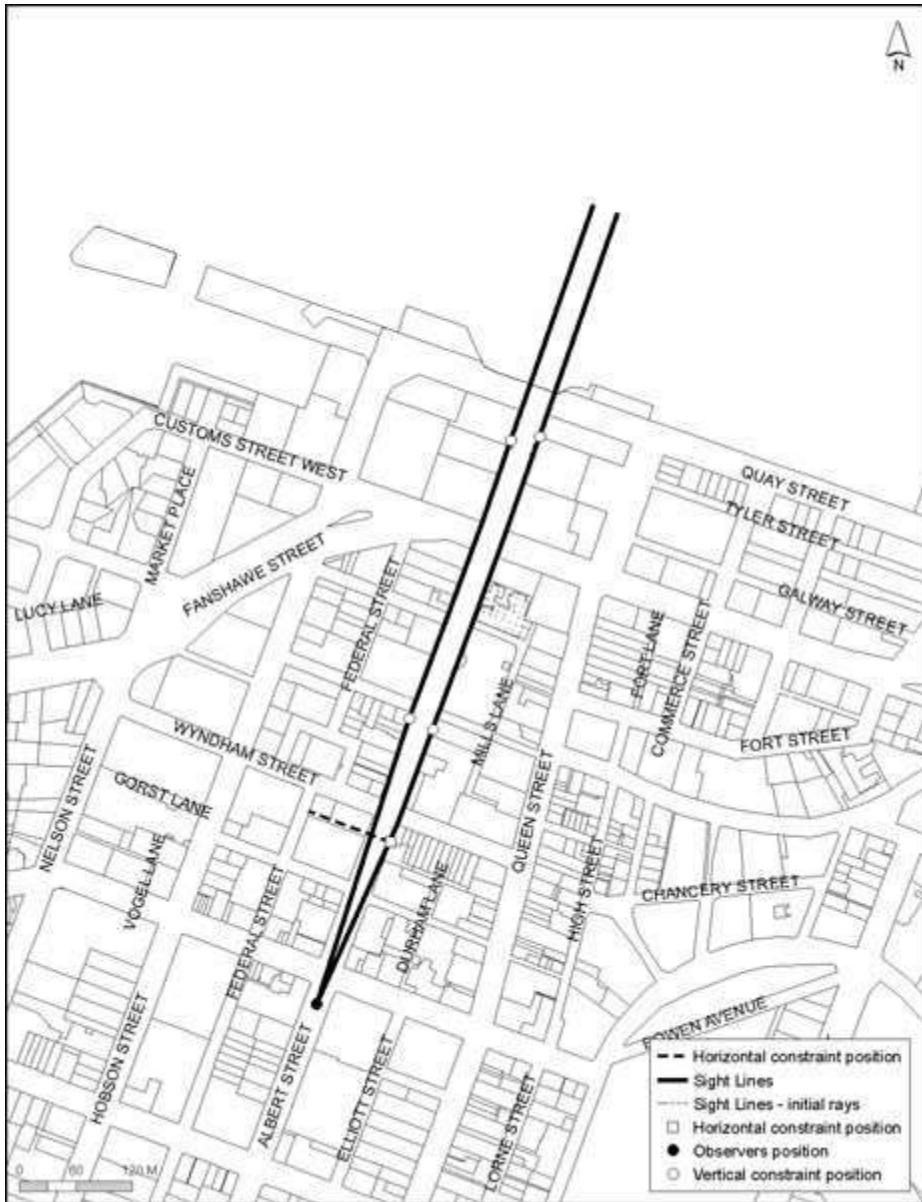 N
CUSTOMS STREET WEST
MARKET PLACE
QUAY STREET
TYLER STREET
FANSHAWE STREET
LUCY LANE
FEDERAL STREET
GALWAY STREET
FORT LANE
COMMERCE STREET
MILLS LANE
FORT STREET
WYNDHAM STREET
GORST LANE
NELSON STREET
QUEEN STREET
VOGEL LANE
HIGH STREET
CHANCERY STREET
DURHAM LANE
FEDERAL STREET
BOWEN AVENUE
HOBSON STREET
ALBERT STREET
ELLIOTT STREET
LORNE STREET
Horizontal constraint position
Sight Lines
Sight Lines - initial rays
Horizontal constraint position
Observers position
Vertical constraint position
0 60 120 M